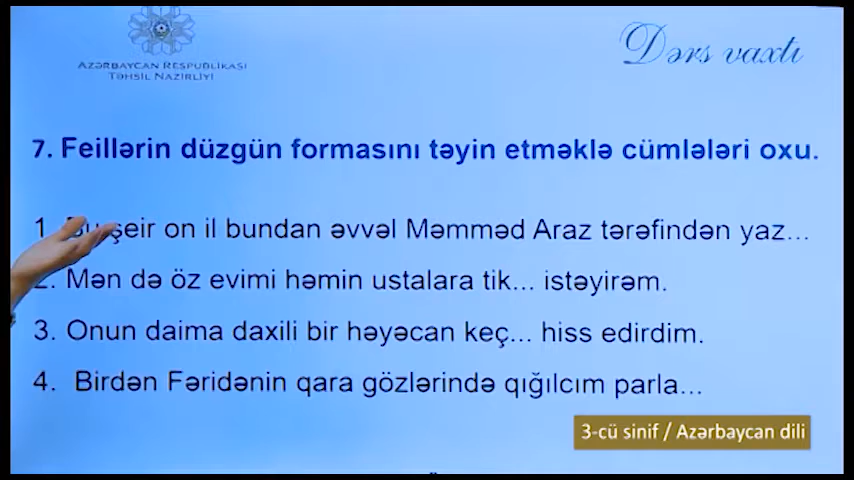 AZƏRBAYCAN RESPUBLİKASI
TƏHSİL NAZİRLİYİ
Dərs vaxtı
7. Feillərin düzgün formasını təyin etməklə cümlələri oxu.
1. Bu şeir on il bundan əvvəl Məmməd Araz tərəfindən yaz...
2. Mən də öz evimi həmin ustalara tik... istəyirəm.
3. Onun daima daxili bir həyəcan keç... hiss edirdim.
4. Birdən Fəridənin qara gözlərində qığılcım parla...
3-cü sinif / Azərbaycan dili